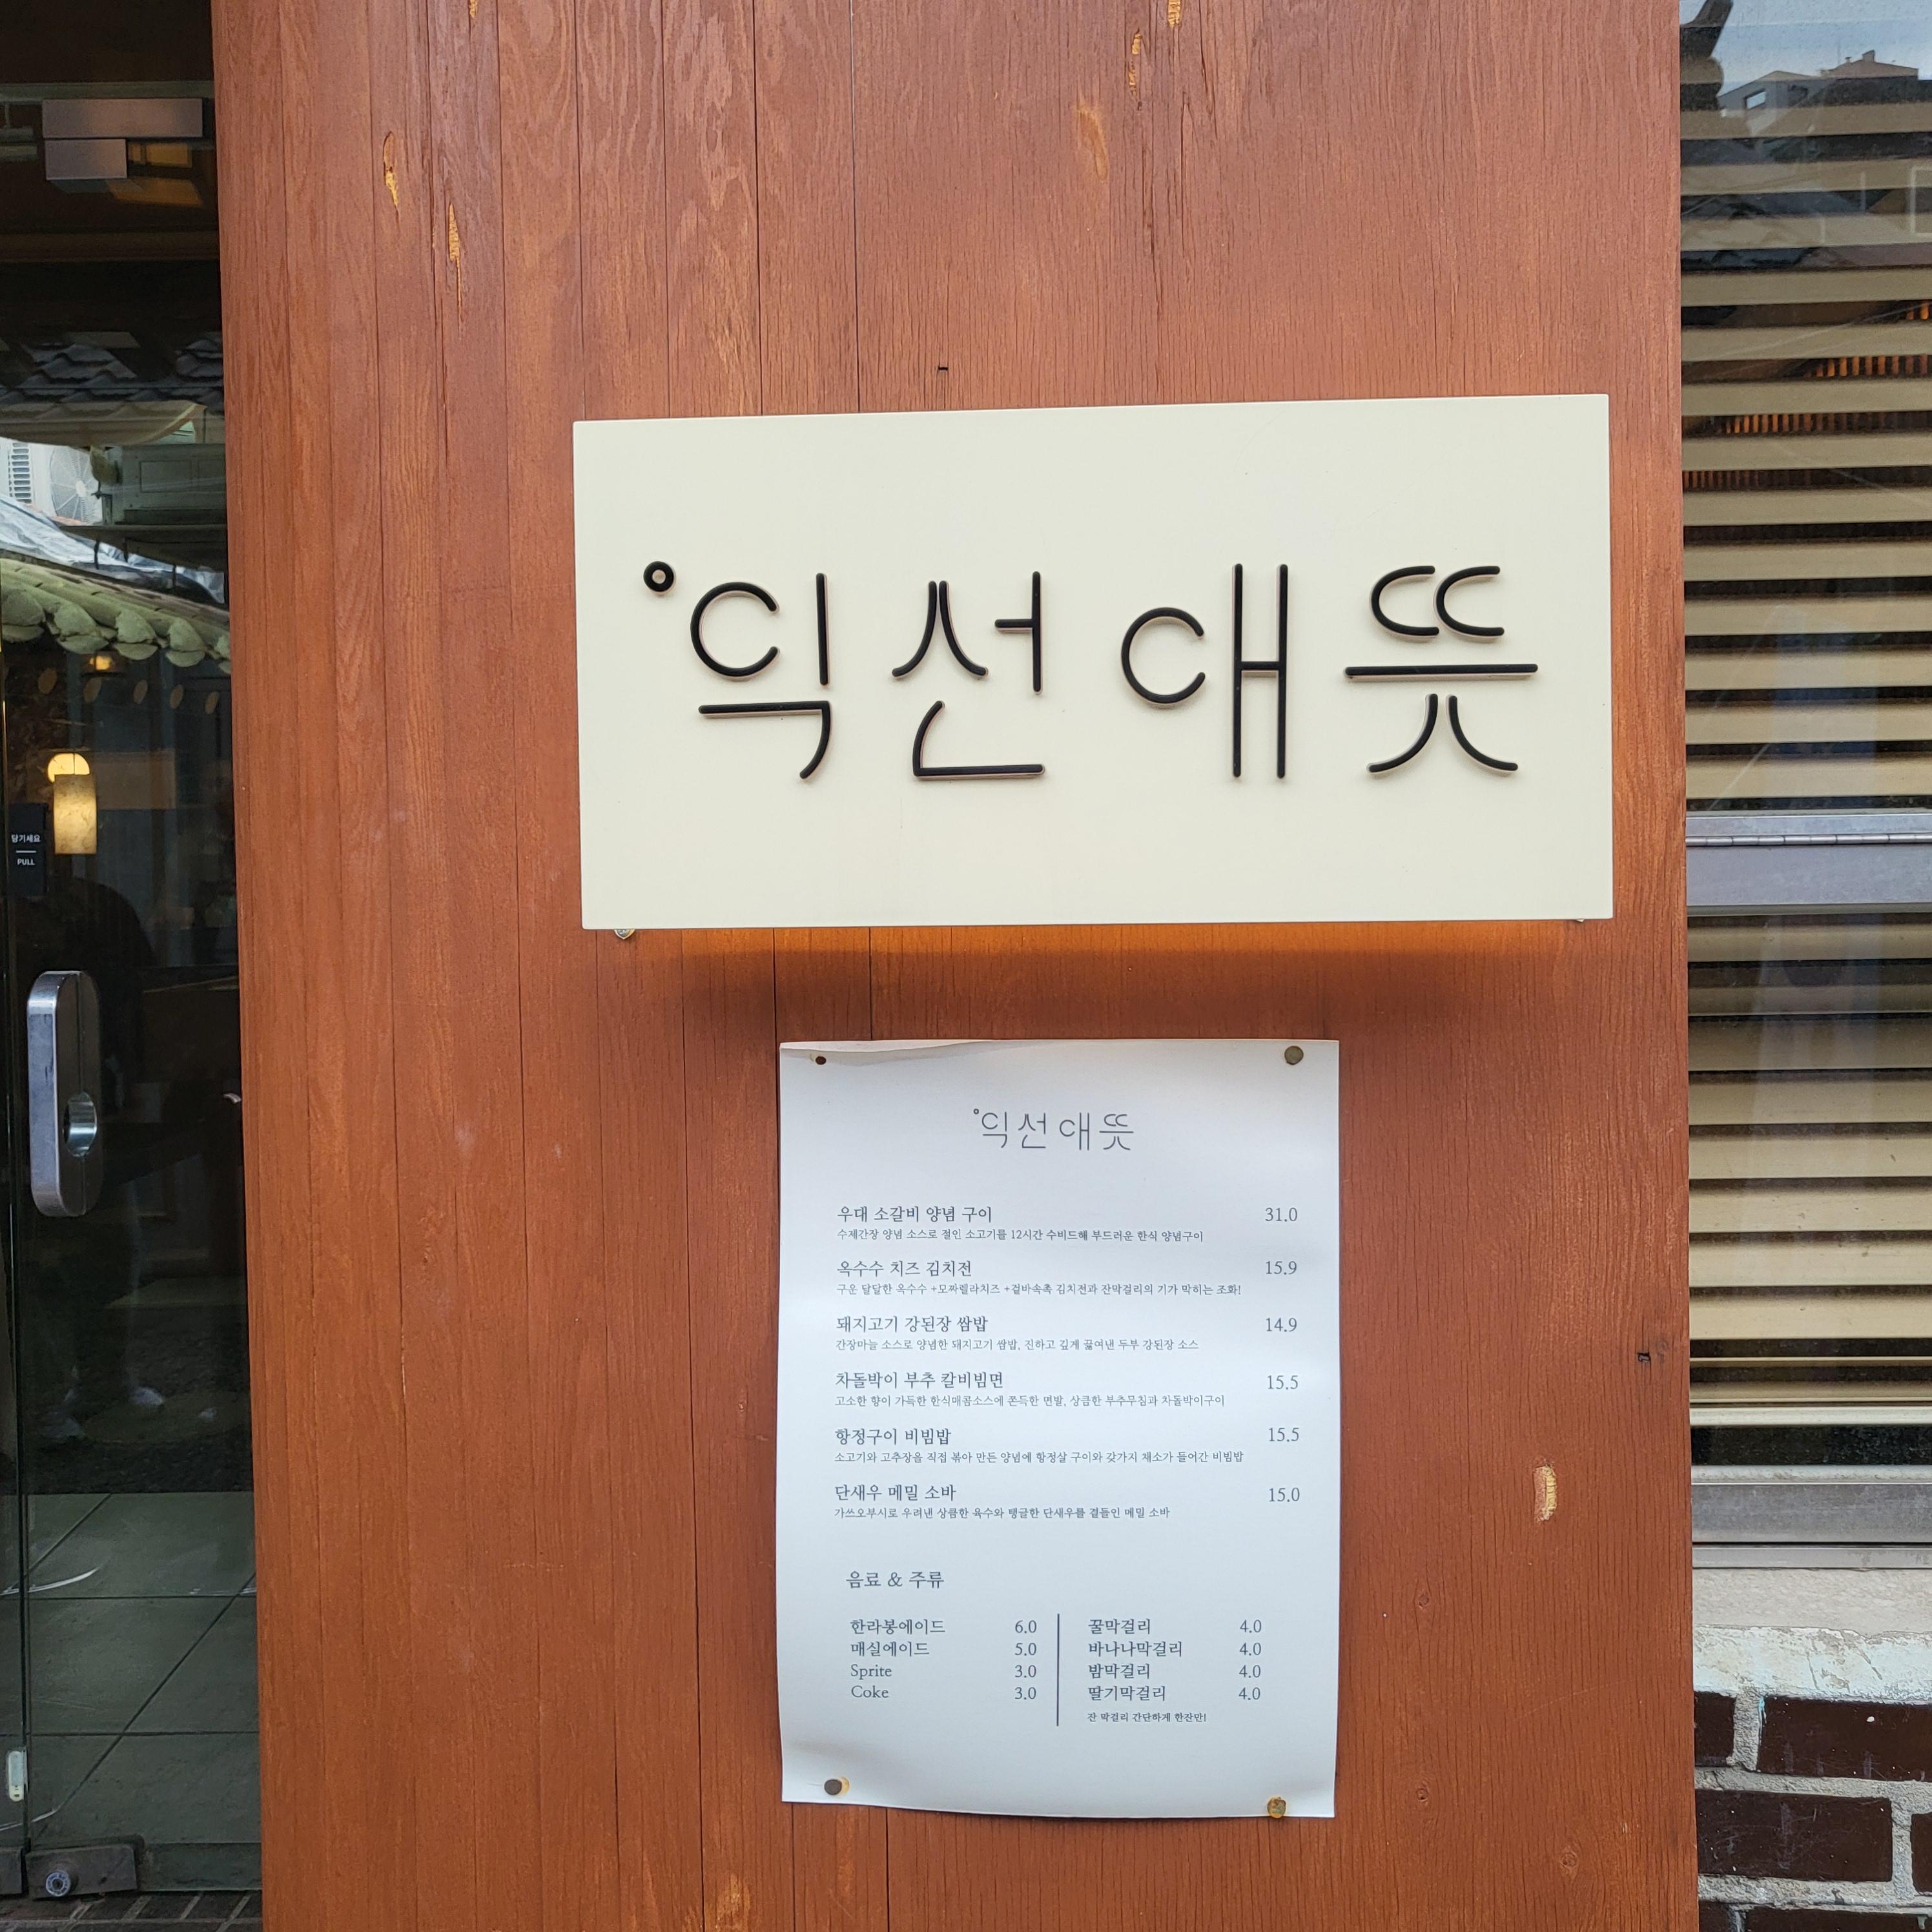 익선애뜻
당기세요
PULL
익선애뜻
우대 소갈비 양념 구이 31.0
수제간장 양념 소스로 절인 소고기를 12시간 수비드해 부드러운 한식 양념구이
옥수수 치즈 김치전 15.9
구운 달달한 옥수수 +모짜렐라치즈 +겉바속촉 김치전과 잔막걸리의 기가 막히는 조화!
돼지고기 강된장 쌈밥 14.9
간장마늘 소스로 양념한 돼지고기 쌈밥, 진하고 깊게 끓여낸 두부 강된장 소스
차돌박이 부추 칼비빔면 15.5
고소한 향이 가득한 한식매콤소스에 쫀득한 면발, 상큼한 부추무침과 차돌박이구이
항정구이 비빔밥 15.5
소고기와 고추장을 직접 볶아 만든 양념에 항정살 구이와 갖가지 채소가 들어간 비빔밥
단새우 메밀 소바 15.0
가쓰오부시로 우려낸 상큼한 육수와 탱글한 단새우를 곁들인 메밀 소바
음료 & 주류
한라봉에이드 6.0
매실에이드 5.0
Sprite 3.0
Coke 3.0
꿀막걸리 4.0
바나나막걸리 4.0
밤막걸리 4.0
딸기막걸리 4.0
잔 막걸리 간단하게 한잔만!